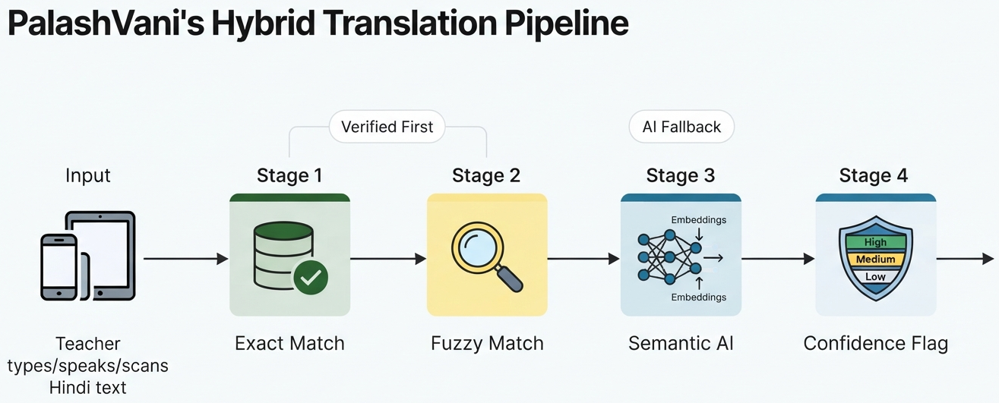 PalashVani's Hybrid Translation Pipeline
Verified First
AI Fallback
Input
Stage 1
Stage 2
Stage 3
Stage 4
Embeddings
High
Medium
Low
Embeddings
Teacher
types/speaks/scans
Hindi text
Exact Match
Fuzzy Match
Semantic AI
Confidence Flag